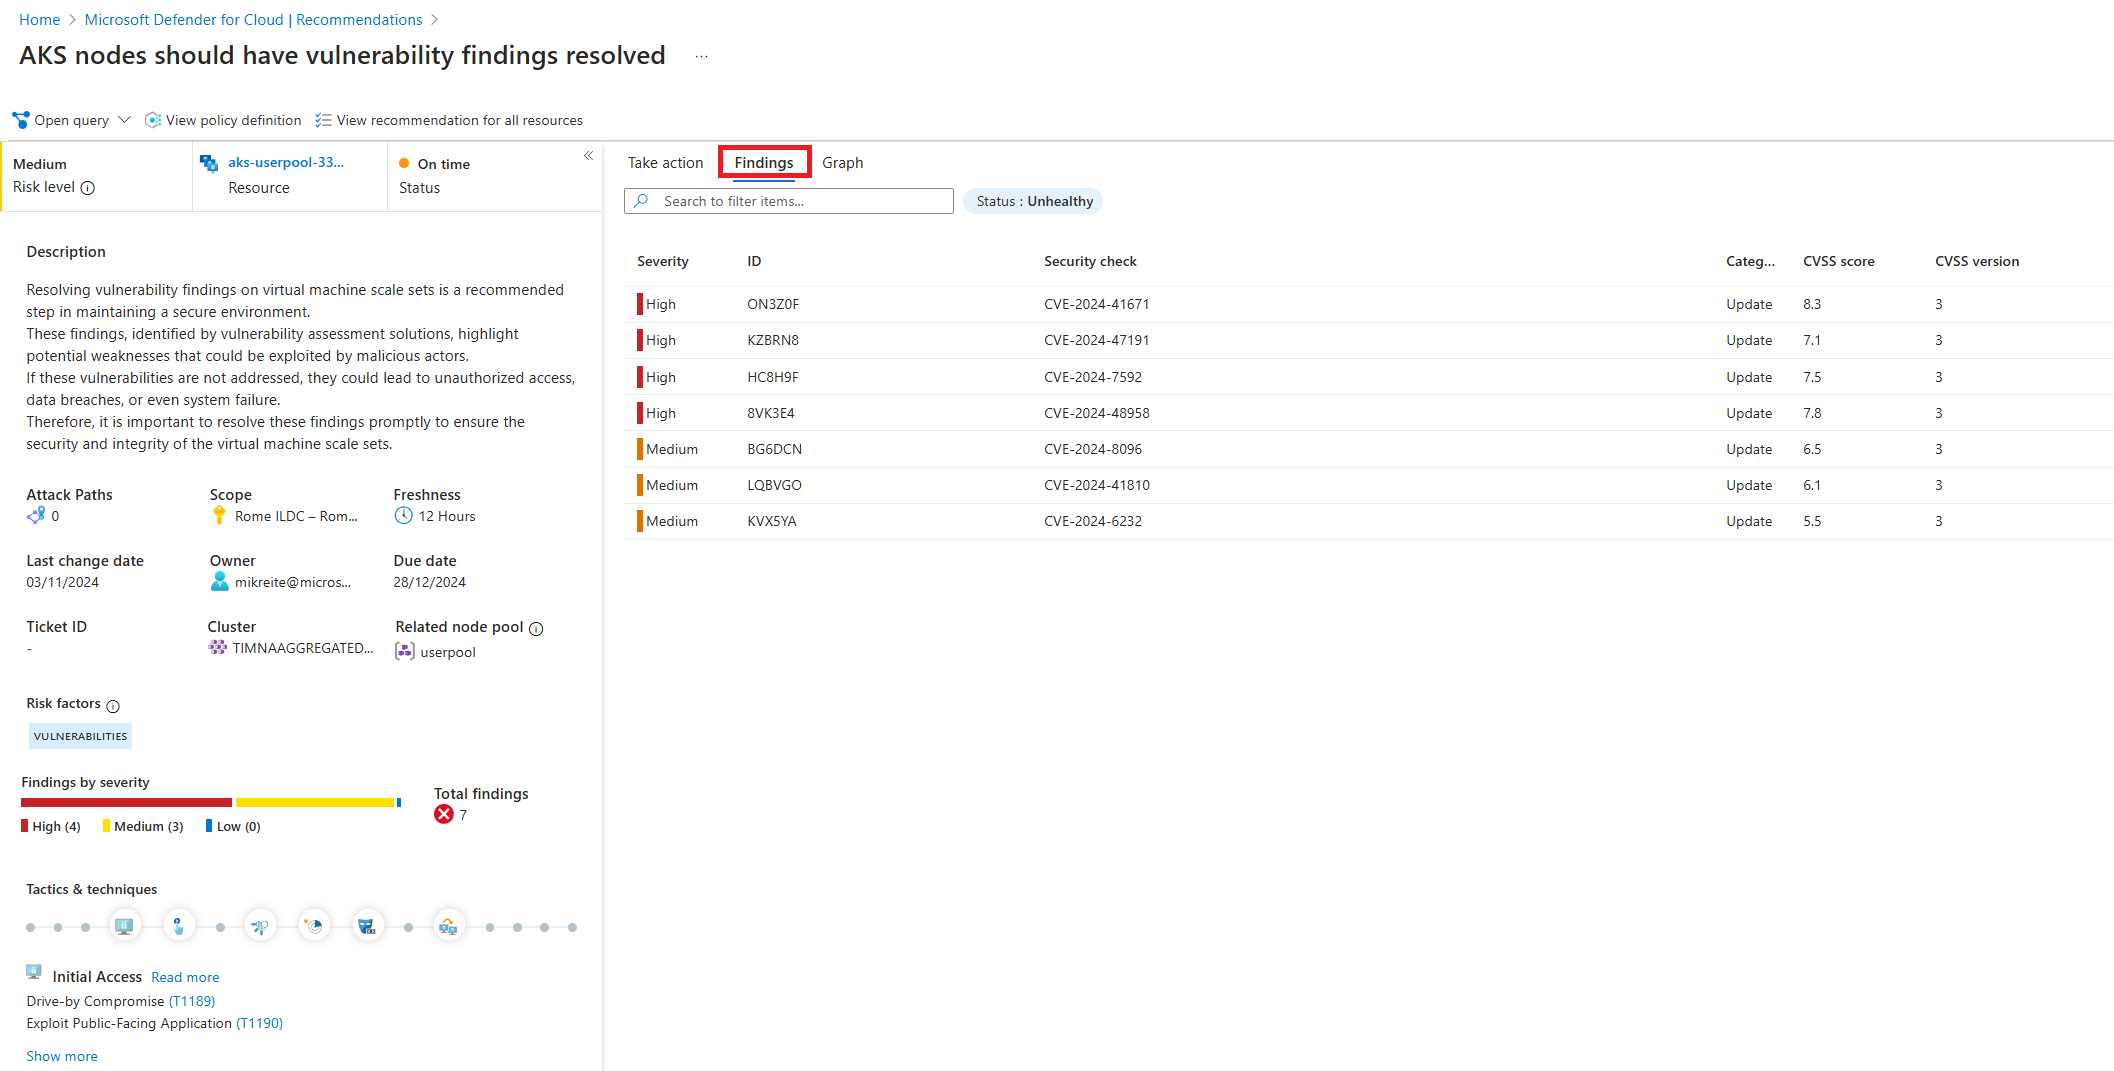 Home > Microsoft Defender for Cloud | Recommendations >
AKS nodes should have vulnerability findings resolved ...
Open query View policy definition View recommendation for all resources
Medium
Risk level
aks-userpool-33...
Resource
On time
Status
«
Description
Resolving vulnerability findings on virtual machine scale sets is a recommended
step in maintaining a secure environment.
These findings, identified by vulnerability assessment solutions, highlight
potential weaknesses that could be exploited by malicious actors.
If these vulnerabilities are not addressed, they could lead to unauthorized access,
data breaches, or even system failure.
Therefore, it is important to resolve these findings promptly to ensure the
security and integrity of the virtual machine scale sets.
Attack Paths Scope Freshness
0 Rome ILDC – Rom... 12 Hours
Last change date Owner Due date
03/11/2024 mikreite@micros... 28/12/2024
Ticket ID Cluster Related node pool
- TIMNAAGGREGATED... userpool
Risk factors
VULNERABILITIES
Findings by severity
High (4) Medium (3) Low (0)
Total findings
7
Tactics & techniques
Initial Access Read more
Drive-by Compromise (T1189)
Exploit Public-Facing Application (T1190)
Show more
Take action Findings Graph
Search to filter items... Status : Unhealthy
Severity ID Security check Categ... CVSS score CVSS version
High ON3Z0F CVE-2024-41671 Update 8.3 3
High KZBRN8 CVE-2024-47191 Update 7.1 3
High HC8H9F CVE-2024-7592 Update 7.5 3
High 8VK3E4 CVE-2024-48958 Update 7.8 3
Medium BG6DCN CVE-2024-8096 Update 6.5 3
Medium LQBVGO CVE-2024-41810 Update 6.1 3
Medium KVX5YA CVE-2024-6232 Update 5.5 3